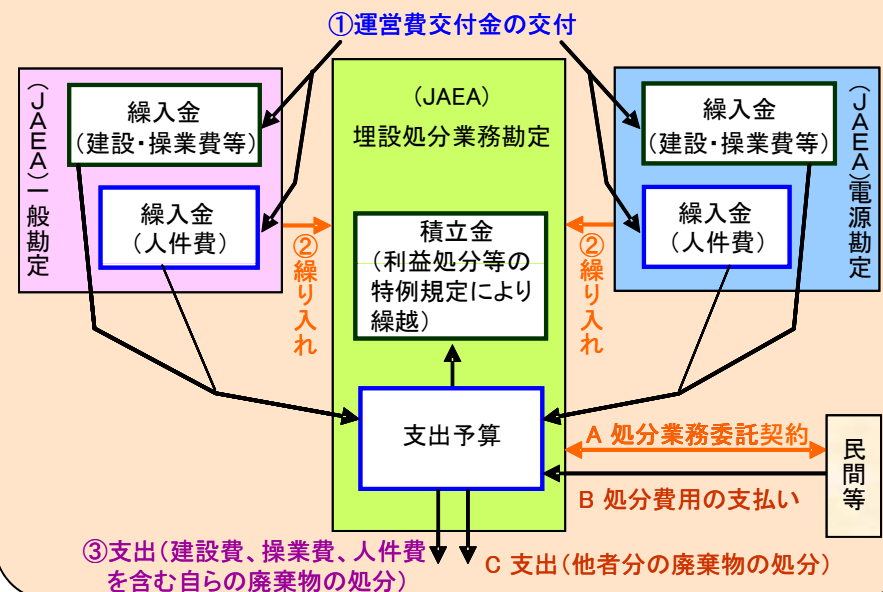 ①運営費交付金の交付
(JAEA)一般勘定
繰入金
(建設・操業費等)
繰入金
(人件費)
②繰り入れ
(JAEA)
埋設処分業務勘定
積立金
(利益処分等の
特例規定により
繰越)
支出予算
②繰り入れ
繰入金
(建設・操業費等)
繰入金
(人件費)
(JAEA)電源勘定
A 処分業務委託契約
B 処分費用の支払い
民間等
③支出(建設費、操業費、人件費
を含む自らの廃棄物の処分)
C 支出(他者分の廃棄物の処分)